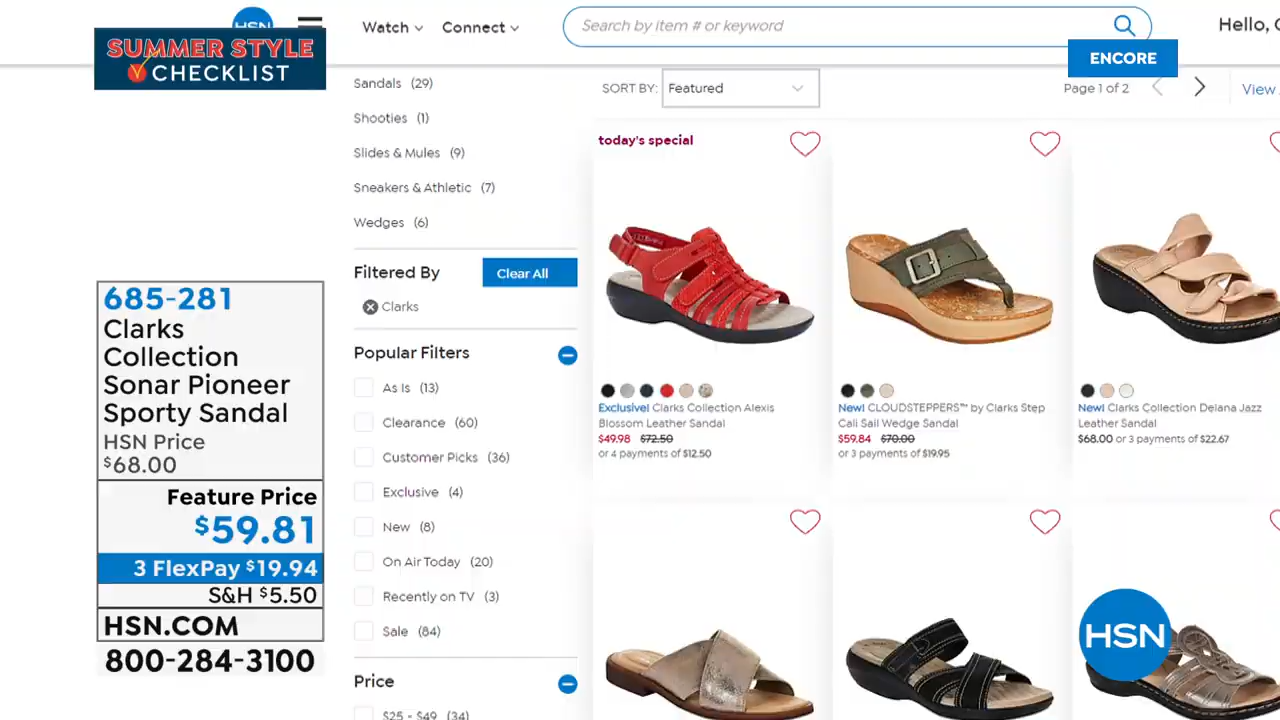 HSN
Watch
Connect
Search by item # or keyword
Hello,
SUMMER STYLE
CHECKLIST
ENCORE
Sandals (29)
Shooties (1)
Slides & Mules (9)
Sneakers & Athletic (7)
Wedges (6)
Filtered By
Clear All
Clarks
Popular Filters
As Is (13)
Clearance (60)
Customer Picks (36)
Exclusive (4)
New (8)
On Air Today (20)
Recently on TV (3)
Sale (84)
Price
$25 - $49 (34)
SORT BY: Featured
Page 1 of 2
View
today's special
Exclusive! Clarks Collection Alexis
Blossom Leather Sandal
$49.98 $72.50
or 4 payments of $12.50
New! CLOUDSTEPPERS™ by Clarks Step
Cali Sail Wedge Sandal
$59.84 $70.00
or 3 payments of $19.95
New! Clarks Collection Delana Jazz
Leather Sandal
$68.00 or 3 payments of $22.67
685-281
Clarks
Collection
Sonar Pioneer
Sporty Sandal
HSN Price
$68.00
Feature Price
$59.81
3 FlexPay $19.94
S&H $5.50
HSN.COM
800-284-3100
HSN